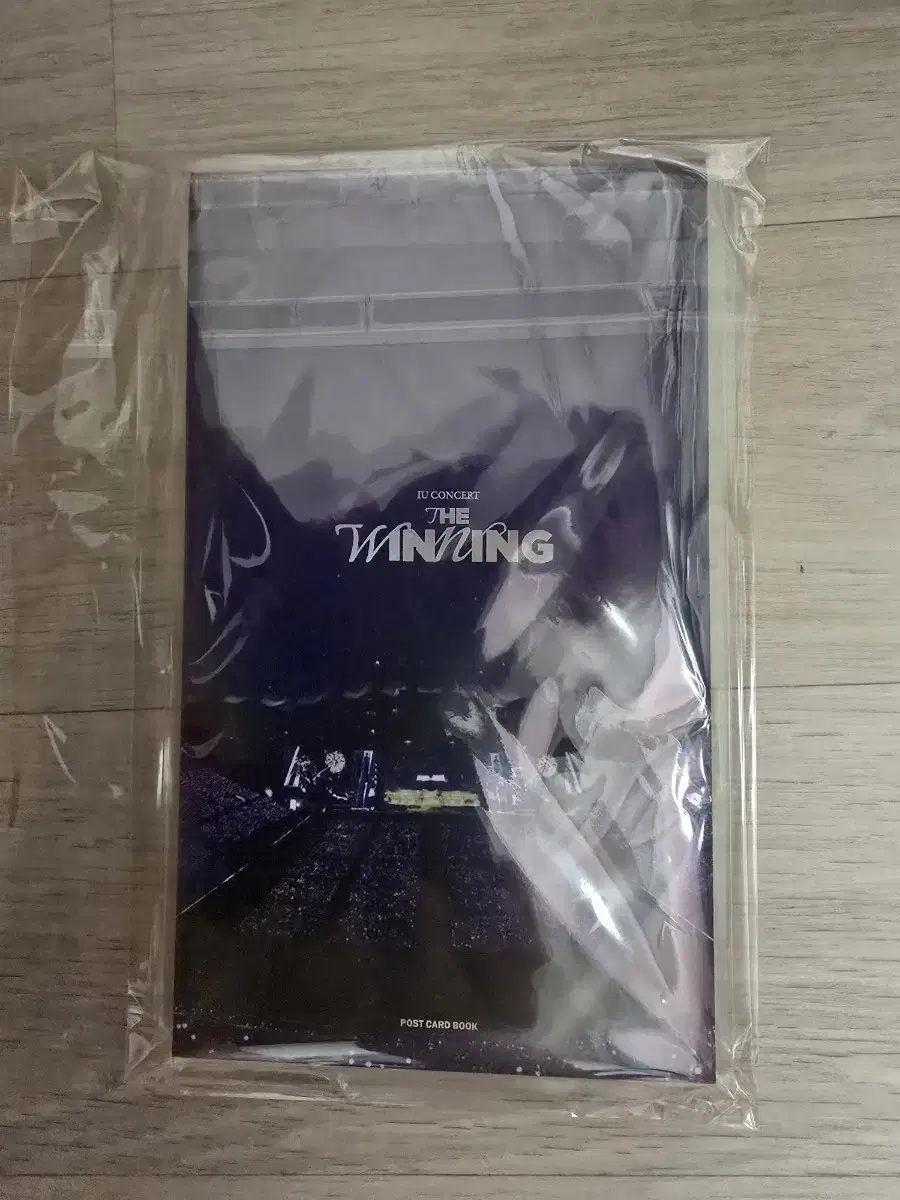 IU CONCERT
THE
WINNING
POST CARD BOOK